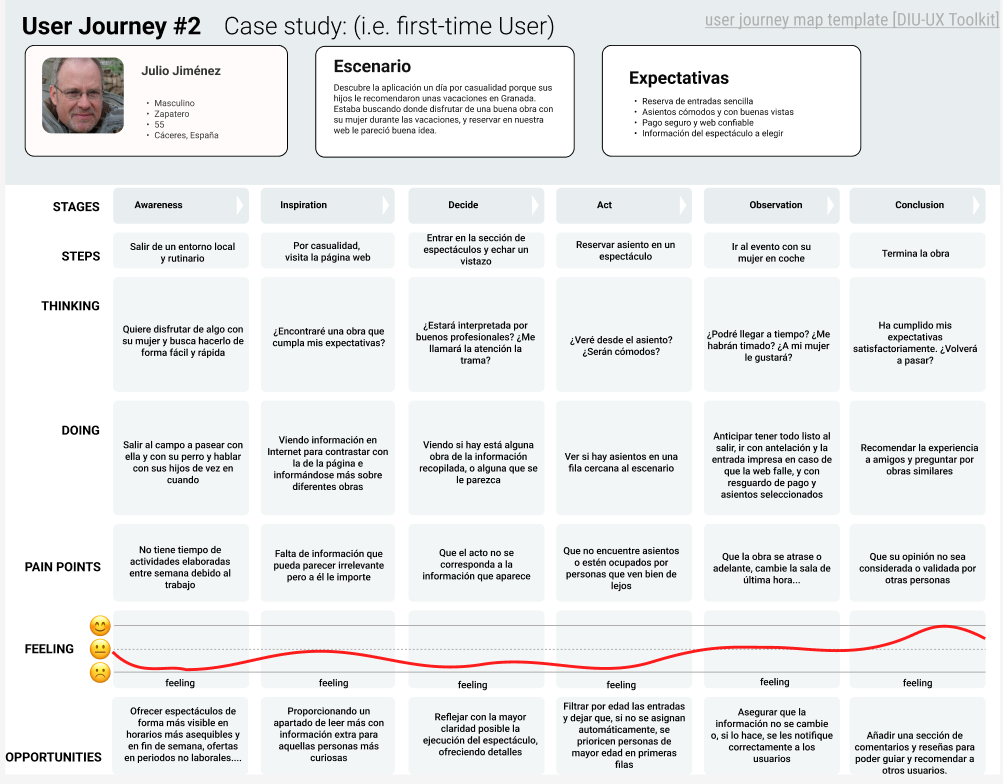 User Journey #2 Case study: (i.e. first-time User)
user journey map template [DIU-UX Toolkit]
Julio Jiménez
• Masculino
• Zapatero
• 55
• Cáceres, España
Escenario
Descubre la aplicación un día por casualidad porque sus
hijos le recomendaron unas vacaciones en Granada.
Estaba buscando donde disfrutar de una buena obra con
su mujer durante las vacaciones, y reservar en nuestra
web le pareció buena idea.
Expectativas
• Reserva de entradas sencilla
• Asientos cómodos y con buenas vistas
• Pago seguro y web confiable
• Información del espectáculo a elegir
STAGES
Awareness
Inspiration
Decide
Act
Observation
Conclusion
STEPS
Salir de un entorno local
y rutinario
Por casualidad,
visita la página web
Entrar en la sección de
espectáculos y echar un
vistazo
Reservar asiento en un
espectáculo
Ir al evento con su
mujer en coche
Termina la obra
THINKING
Quiere disfrutar de algo con
su mujer y busca hacerlo de
forma fácil y rápida
¿Encontraré una obra que
cumpla mis expectativas?
¿Estará interpretada por
buenos profesionales? ¿Me
llamará la atención la
trama?
¿Veré desde el asiento?
¿Serán cómodos?
¿Podré llegar a tiempo? ¿Me
habrán timado? ¿A mi mujer
le gustará?
Ha cumplido mis
expectativas
satisfactoriamente. ¿Volverá
a pasar?
DOING
Salir al campo a pasear con
ella y con su perro y hablar
con sus hijos de vez en
cuando
Viendo información en
Internet para contrastar con
la de la página e
informándose más sobre
diferentes obras
Viendo si hay está alguna
obra de la información
recopilada, o alguna que se
le parezca
Ver si hay asientos en una
fila cercana al escenario
Anticipar tener todo listo al
salir, ir con antelación y la
entrada impresa en caso de
que la web falle, y con
resguardo de pago y
asientos seleccionados
Recomendar la experiencia
a amigos y preguntar por
obras similares
PAIN POINTS
No tiene tiempo de
actividades elaboradas
entre semana debido al
trabajo
Falta de información que
pueda parecer irrelevante
pero a él le importe
Que el acto no se
corresponda a la
información que aparece
Que no encuentre asientos
o estén ocupados por
personas que ven bien de
lejos
Que la obra se atrase o
adelante, cambie la sala de
última hora...
Que su opinión no sea
considerada o validada por
otras personas
FEELING
feeling
feeling
feeling
feeling
feeling
feeling
OPPORTUNITIES
Ofrecer espectáculos de
forma más visible en
horarios más asequibles y
en fin de semana, ofertas
en periodos no laborales....
Proporcionando un
apartado de leer más con
información extra para
aquellas personas más
curiosas
Reflejar con la mayor
claridad posible la
ejecución del espectáculo,
ofreciendo detalles
Filtrar por edad las entradas
y dejar que, si no se asignan
automáticamente, se
prioricen personas de
mayor edad en primeras
filas
Asegurar que la
información no se cambie
o, si lo hace, se les notifique
correctamente a los
usuarios
Añadir una sección de
comentarios y reseñas para
poder guiar y recomendar a
otros usuarios.